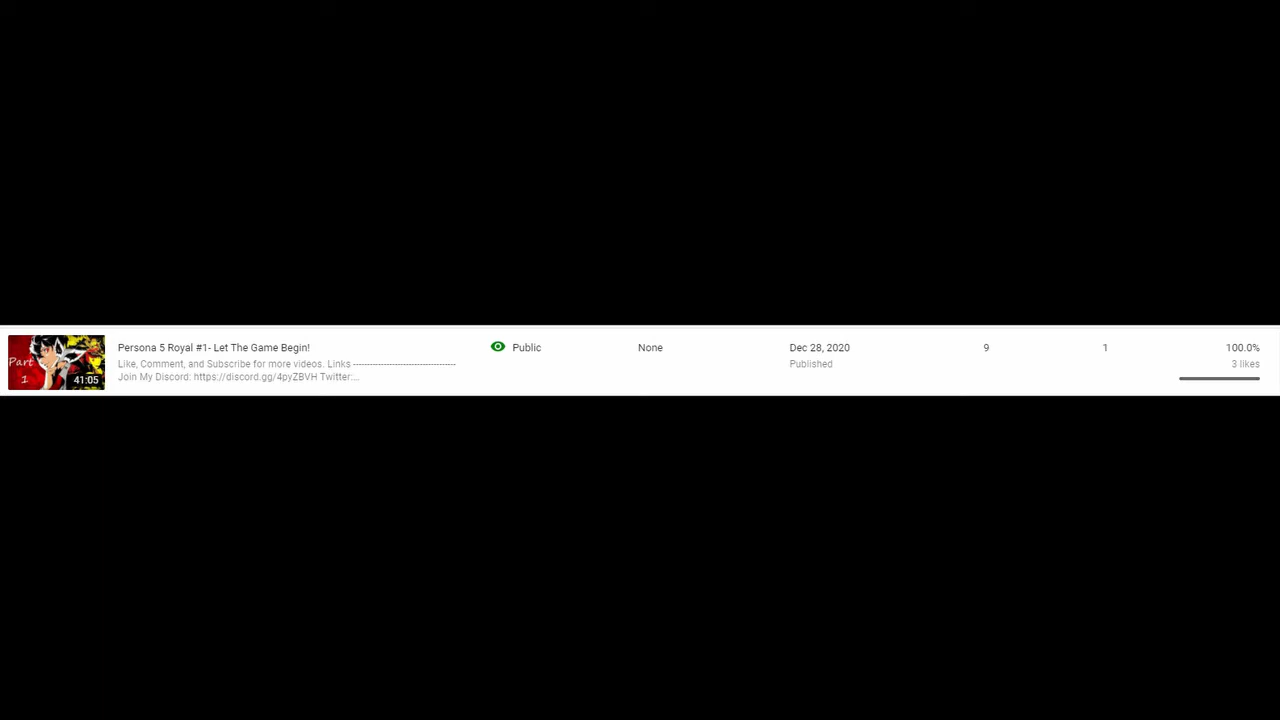 Part
1
41:05
Persona 5 Royal #1- Let The Game Begin!
Like, Comment, and Subscribe for more videos. Links -----------------------------------
Join My Discord: https://discord.gg/4pyZBVH Twitter:...
Public
None
Dec 28, 2020
Published
9
1
100.0%
3 likes